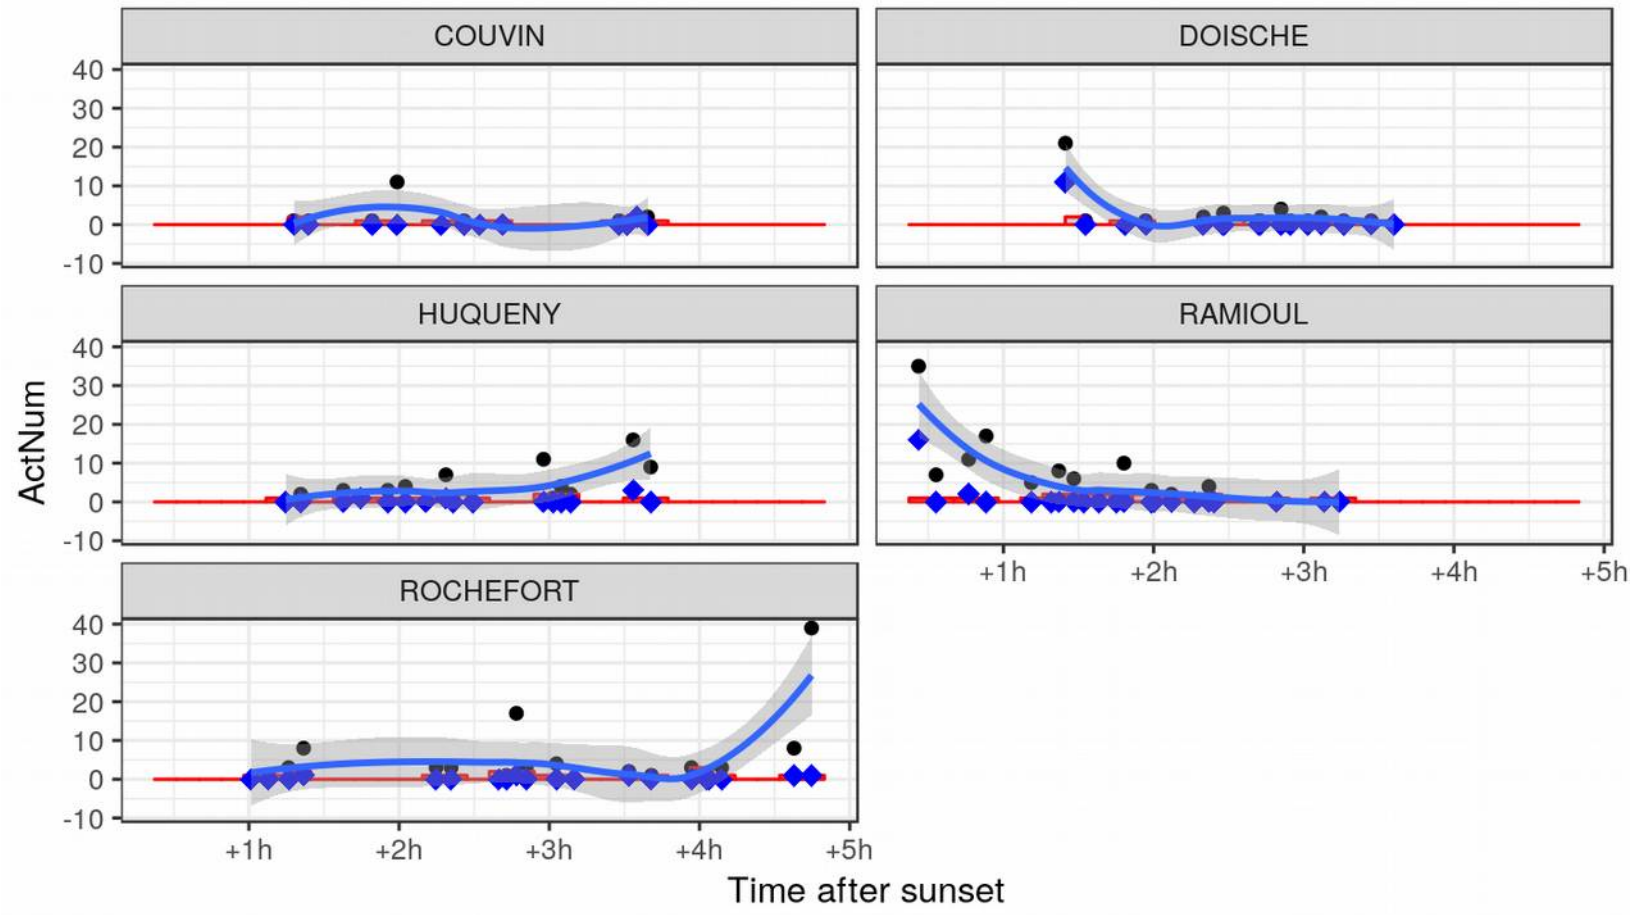 COUVIN
DOISCHE
40
30
20
10
0
-10
HUQUENY
RAMIOUL
40
30
20
10
0
-10
ActNum
+1h +2h +3h +4h +5h
ROCHEFORT
40
30
20
10
0
-10
+1h +2h +3h +4h +5h
Time after sunset